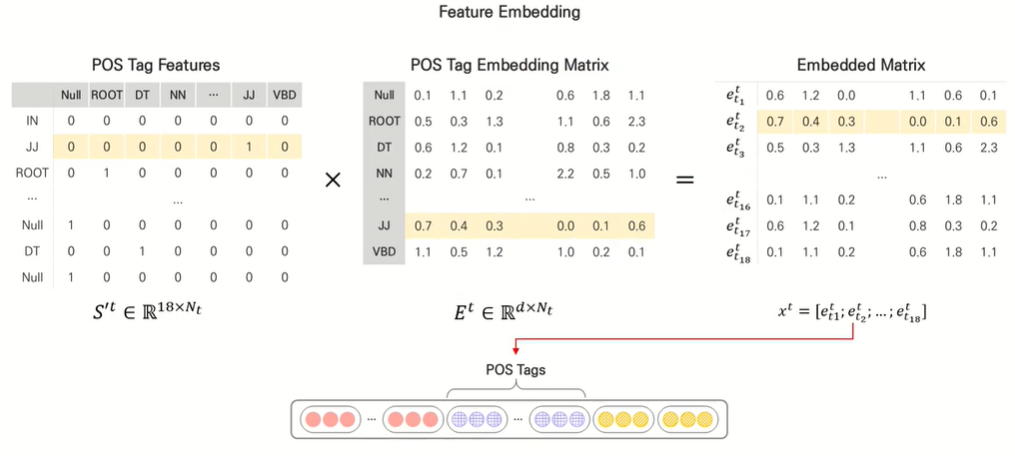 Feature Embedding
POS Tag Features
Null ROOT DT NN ... JJ VBD
IN 0 0 0 0 0 0 0
JJ 0 0 0 0 0 1 0
ROOT 0 1 0 0 0 0 0
... ...
Null 1 0 0 0 0 0 0
DT 0 0 1 0 0 0 0
Null 1 0 0 0 0 0 0
S′ᵗ ∈ ℝ^{18×N_t}
×
POS Tag Embedding Matrix
Null 0.1 1.1 0.2 0.6 1.8 1.1
ROOT 0.5 0.3 1.3 1.1 0.6 2.3
DT 0.6 1.2 0.1 0.8 0.3 0.2
NN 0.2 0.7 0.1 2.2 0.5 1.0
... ...
JJ 0.7 0.4 0.3 0.0 0.1 0.6
VBD 1.1 0.5 1.2 1.0 0.2 0.1
Eᵗ ∈ ℝ^{d×N_t}
=
Embedded Matrix
e^t_{t_1} 0.6 1.2 0.0 1.1 0.6 0.1
e^t_{t_2} 0.7 0.4 0.3 0.0 0.1 0.6
e^t_{t_3} 0.5 0.3 1.3 1.1 0.6 2.3
...
e^t_{t_16} 0.1 1.1 0.2 0.6 1.8 1.1
e^t_{t_17} 0.6 1.2 0.1 0.8 0.3 0.2
e^t_{t_18} 0.1 1.1 0.2 0.6 1.8 1.1
xᵗ = [e^t_{t1}; e^t_{t_2}; ...; e^t_{t_18}]
POS Tags
... ...